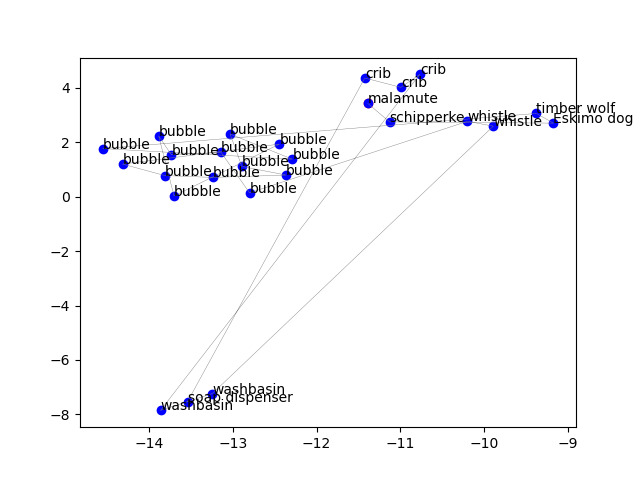 crib
crib
crib
malamute
timber wolf
schipperke
whistle
whistle
Eskimo dog
bubble
bubble
bubble
bubble
bubble
bubble
bubble
bubble
bubble
bubble
bubble
bubble
bubble
bubble
washbasin
soap dispenser
washbasin
4
2
0
−2
−4
−6
−8
−14
−13
−12
−11
−10
−9